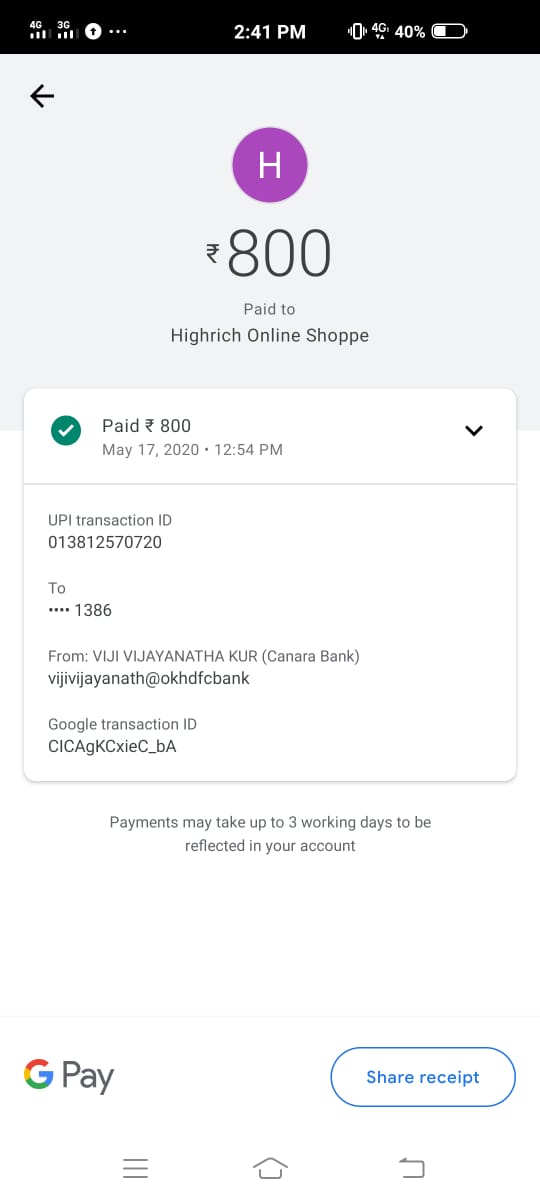 4G 3G ... 2:41 PM 4G 40%
H
₹800
Paid to
Highrich Online Shoppe
Paid ₹ 800
May 17, 2020 • 12:54 PM
UPI transaction ID
013812570720
To
•••• 1386
From: VIJI VIJAYANATHA KUR (Canara Bank)
vijivijayanath@okhdfcbank
Google transaction ID
CICAgKCxieC_bA
Payments may take up to 3 working days to be
reflected in your account
G Pay
Share receipt